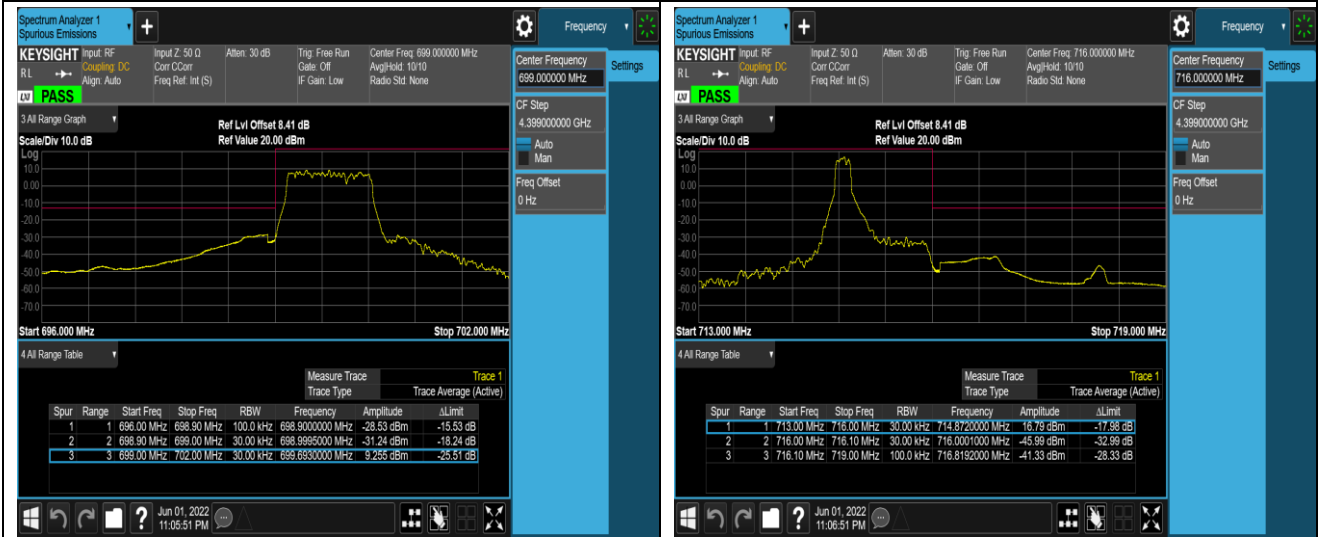 Spectrum Analyzer 1
Spurious Emissions
+
Frequency
KEYSIGHT Input: RF Input Z: 50 Ω Atten: 30 dB Trig: Free Run Center Freq: 699.000000 MHz
R L Coupling: DC Corr CCorr Gate: Off Avg|Hold: 10/10
Align: Auto Freq Ref: Int (S) IF Gain: Low Radio Std: None
LXI PASS
Center Frequency
699.000000 MHz
Settings
CF Step
4.399000000 GHz
Auto
Man
Freq Offset
0 Hz
3 All Range Graph
Ref Lvl Offset 8.41 dB
Scale/Div 10.0 dB Ref Value 20.00 dBm
Log
10.0
0.00
-10.0
-20.0
-30.0
-40.0
-50.0
-60.0
-70.0
Start 696.000 MHz Stop 702.000 MHz
4 All Range Table
Measure Trace Trace 1
Trace Type Trace Average (Active)
Spur Range Start Freq Stop Freq RBW Frequency Amplitude ΔLimit
1 1 696.00 MHz 698.90 MHz 100.0 kHz 698.9000000 MHz -28.53 dBm -15.53 dB
2 2 698.90 MHz 699.00 MHz 30.00 kHz 698.9995000 MHz -31.24 dBm -18.24 dB
3 3 699.00 MHz 702.00 MHz 30.00 kHz 699.6930000 MHz 9.255 dBm -25.51 dB
? Jun 01, 2022
11:05:51 PM
Spectrum Analyzer 1
Spurious Emissions
+
Frequency
KEYSIGHT Input: RF Input Z: 50 Ω Atten: 30 dB Trig: Free Run Center Freq: 716.000000 MHz
R L Coupling: DC Corr CCorr Gate: Off Avg|Hold: 10/10
Align: Auto Freq Ref: Int (S) IF Gain: Low Radio Std: None
LXI PASS
Center Frequency
716.000000 MHz
Settings
CF Step
4.399000000 GHz
Auto
Man
Freq Offset
0 Hz
3 All Range Graph
Ref Lvl Offset 8.41 dB
Scale/Div 10.0 dB Ref Value 20.00 dBm
Log
10.0
0.00
-10.0
-20.0
-30.0
-40.0
-50.0
-60.0
-70.0
Start 713.000 MHz Stop 719.000 MHz
4 All Range Table
Measure Trace Trace 1
Trace Type Trace Average (Active)
Spur Range Start Freq Stop Freq RBW Frequency Amplitude ΔLimit
1 1 713.00 MHz 716.00 MHz 30.00 kHz 714.8720000 MHz 16.79 dBm -17.98 dB
2 2 716.00 MHz 716.10 MHz 30.00 kHz 716.0001000 MHz -45.99 dBm -32.99 dB
3 3 716.10 MHz 719.00 MHz 100.0 kHz 716.8192000 MHz -41.33 dBm -28.33 dB
? Jun 01, 2022
11:06:51 PM